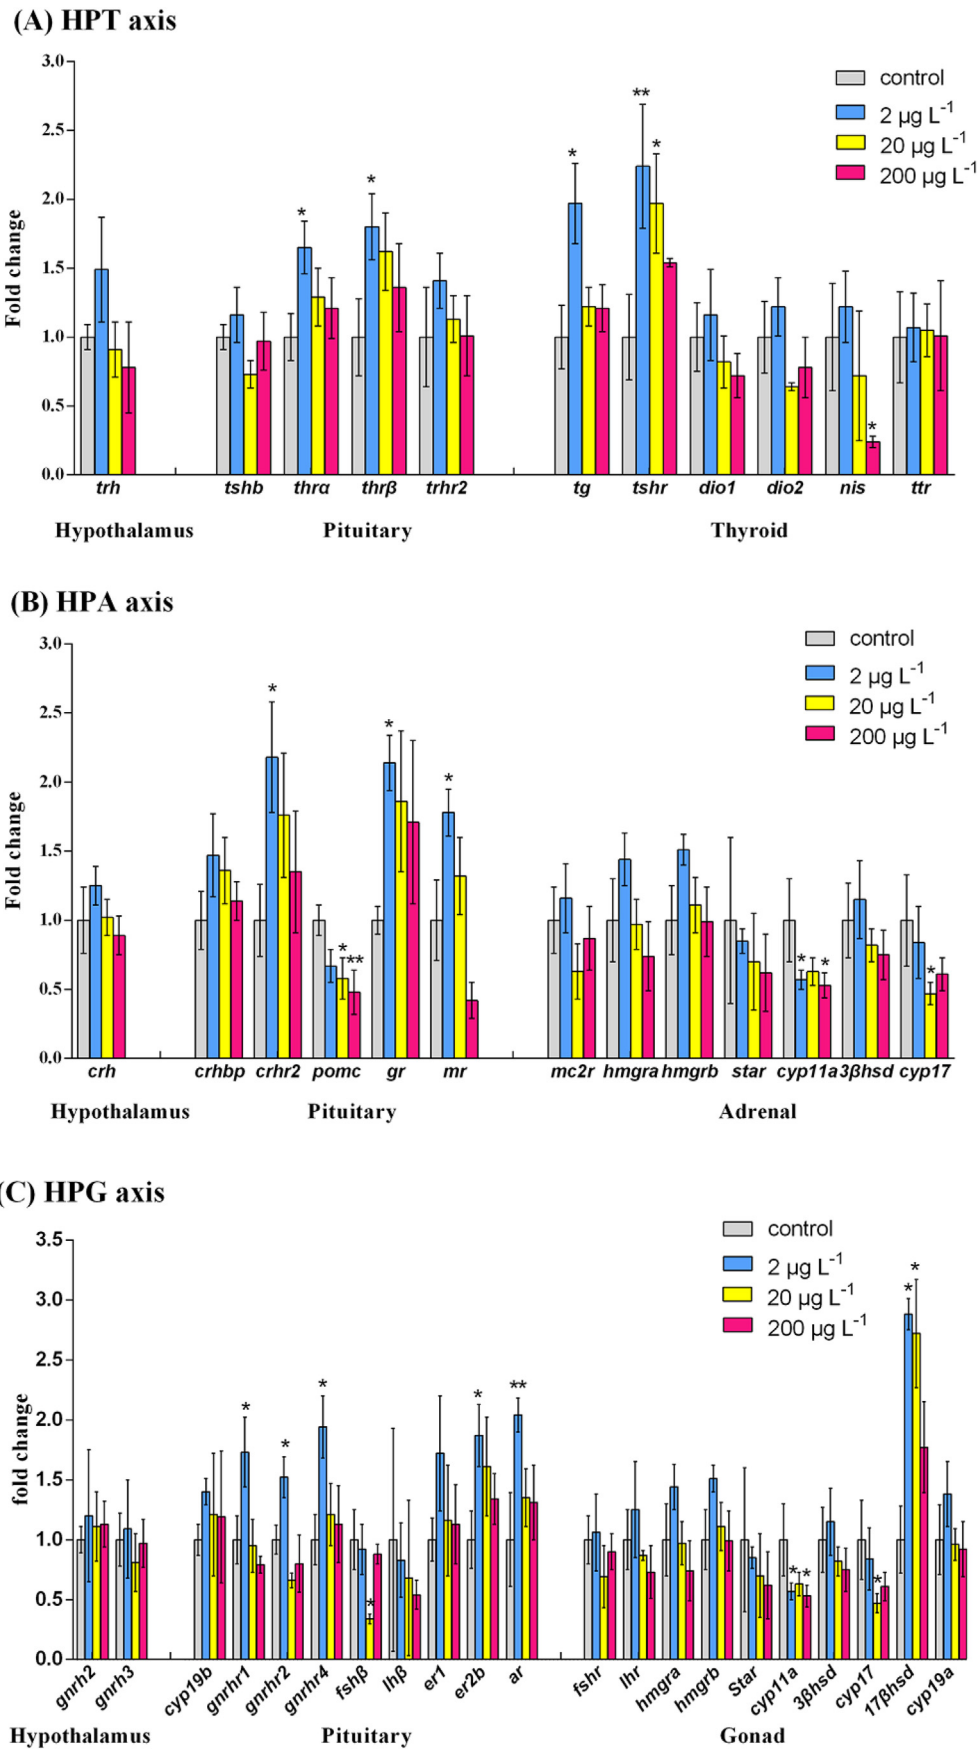 (A) HPT axis
3.0
2.5
2.0
1.5
1.0
0.5
0.0
Fold change
control
2 µg L-1
20 µg L-1
200 µg L-1
* * * ** * *
trh tshb thrα thrβ trhr2 tg tshr dio1 dio2 nis ttr
Hypothalamus Pituitary Thyroid
(B) HPA axis
3.0
2.5
2.0
1.5
1.0
0.5
0.0
Fold change
control
2 µg L-1
20 µg L-1
200 µg L-1
* * ** * * * * *
crh crhbp crhr2 pomc gr mr mc2r hmgra hmgrb star cyp11a 3βhsd cyp17
Hypothalamus Pituitary Adrenal
(C) HPG axis
3.5
3.0
2.5
2.0
1.5
1.0
0.5
0.0
fold change
control
2 µg L-1
20 µg L-1
200 µg L-1
* * * * * ** * * * * *
gnrh2 gnrh3 cyp19b gnrhr1 gnrhr2 gnrhr4 fshβ lhβ er1 er2b ar fshr lhr hmgra hmgrb Star cyp11a 3βhsd cyp17 17βhsd cyp19a
Hypothalamus Pituitary Gonad